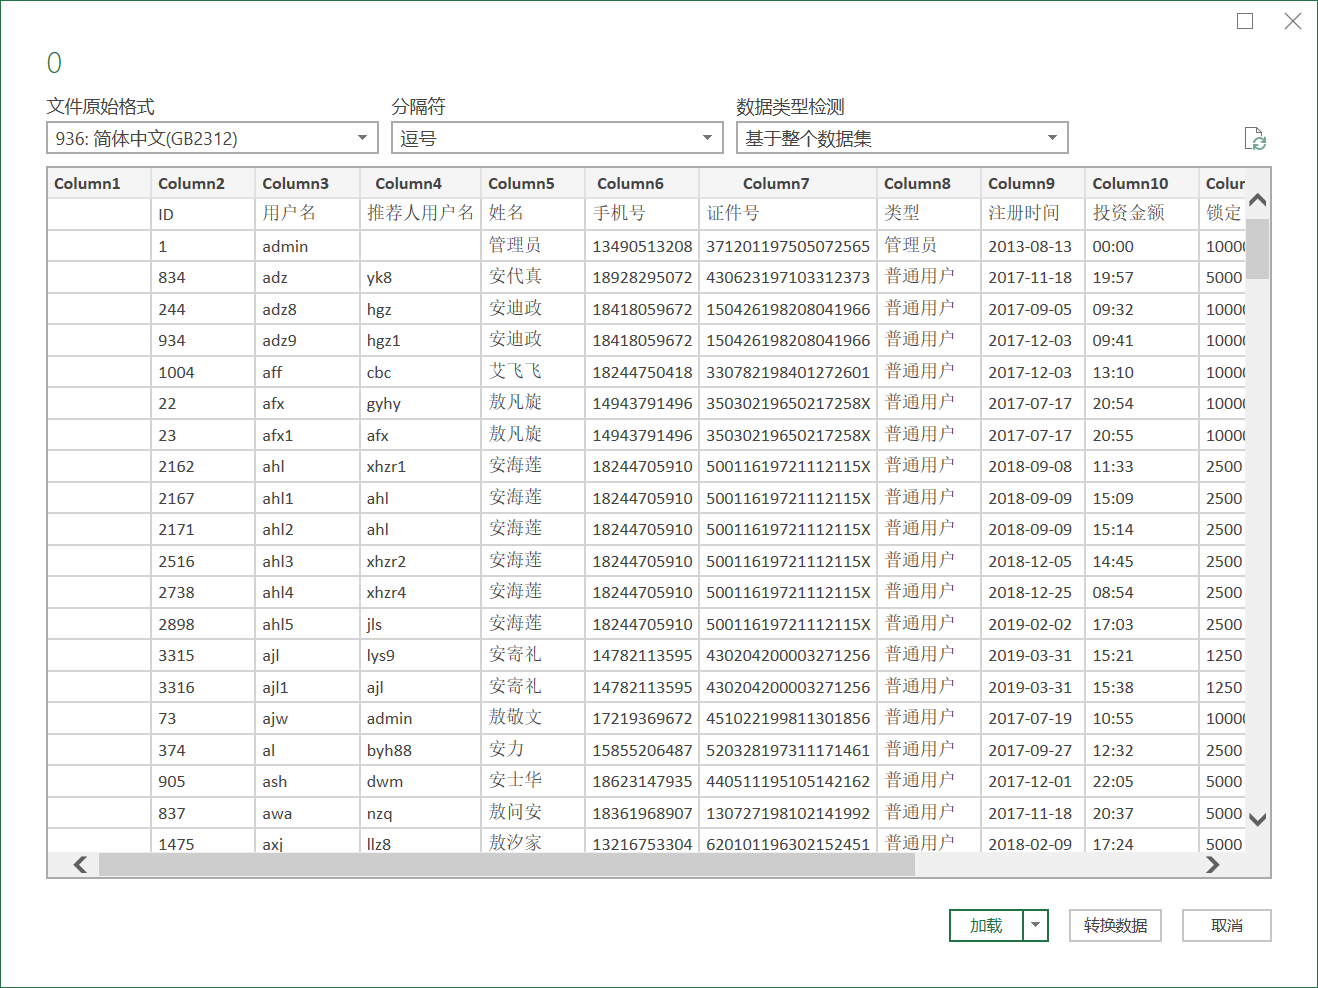 0
文件原始格式 分隔符 数据类型检测
936: 简体中文(GB2312) 逗号 基于整个数据集
Column1 Column2 Column3 Column4 Column5 Column6 Column7 Column8 Column9 Column10 Colur
ID 用户名 推荐人用户名 姓名 手机号 证件号 类型 注册时间 投资金额 锁定
1 admin 管理员 13490513208 371201197505072565 管理员 2013-08-13 00:00 10000
834 adz yk8 安代真 18928295072 430623197103312373 普通用户 2017-11-18 19:57 5000
244 adz8 hgz 安迪政 18418059672 150426198208041966 普通用户 2017-09-05 09:32 10000
934 adz9 hgz1 安迪政 18418059672 150426198208041966 普通用户 2017-12-03 09:41 10000
1004 aff cbc 艾飞飞 18244750418 330782198401272601 普通用户 2017-12-03 13:10 10000
22 afx gyhy 敖凡旋 14943791496 35030219650217258X 普通用户 2017-07-17 20:54 10000
23 afx1 afx 敖凡旋 14943791496 35030219650217258X 普通用户 2017-07-17 20:55 10000
2162 ahl xhzr1 安海莲 18244705910 50011619721112115X 普通用户 2018-09-08 11:33 2500
2167 ahl1 ahl 安海莲 18244705910 50011619721112115X 普通用户 2018-09-09 15:09 2500
2171 ahl2 ahl 安海莲 18244705910 50011619721112115X 普通用户 2018-09-09 15:14 2500
2516 ahl3 xhzr2 安海莲 18244705910 50011619721112115X 普通用户 2018-12-05 14:45 2500
2738 ahl4 xhzr4 安海莲 18244705910 50011619721112115X 普通用户 2018-12-25 08:54 2500
2898 ahl5 jls 安海莲 18244705910 50011619721112115X 普通用户 2019-02-02 17:03 2500
3315 ajl lys9 安寄礼 14782113595 430204200003271256 普通用户 2019-03-31 15:21 1250
3316 ajl1 ajl 安寄礼 14782113595 430204200003271256 普通用户 2019-03-31 15:38 1250
73 ajw admin 敖敬文 17219369672 451022199811301856 普通用户 2017-07-19 10:55 10000
374 al byh88 安力 15855206487 520328197311171461 普通用户 2017-09-27 12:32 2500
905 ash dwm 安士华 18623147935 440511195105142162 普通用户 2017-12-01 22:05 5000
837 awa nzq 敖问安 18361968907 130727198102141992 普通用户 2017-11-18 20:37 5000
1475 axj llz8 敖汐家 13216753304 620101196302152451 普通用户 2018-02-09 17:24 5000
加载 转换数据 取消